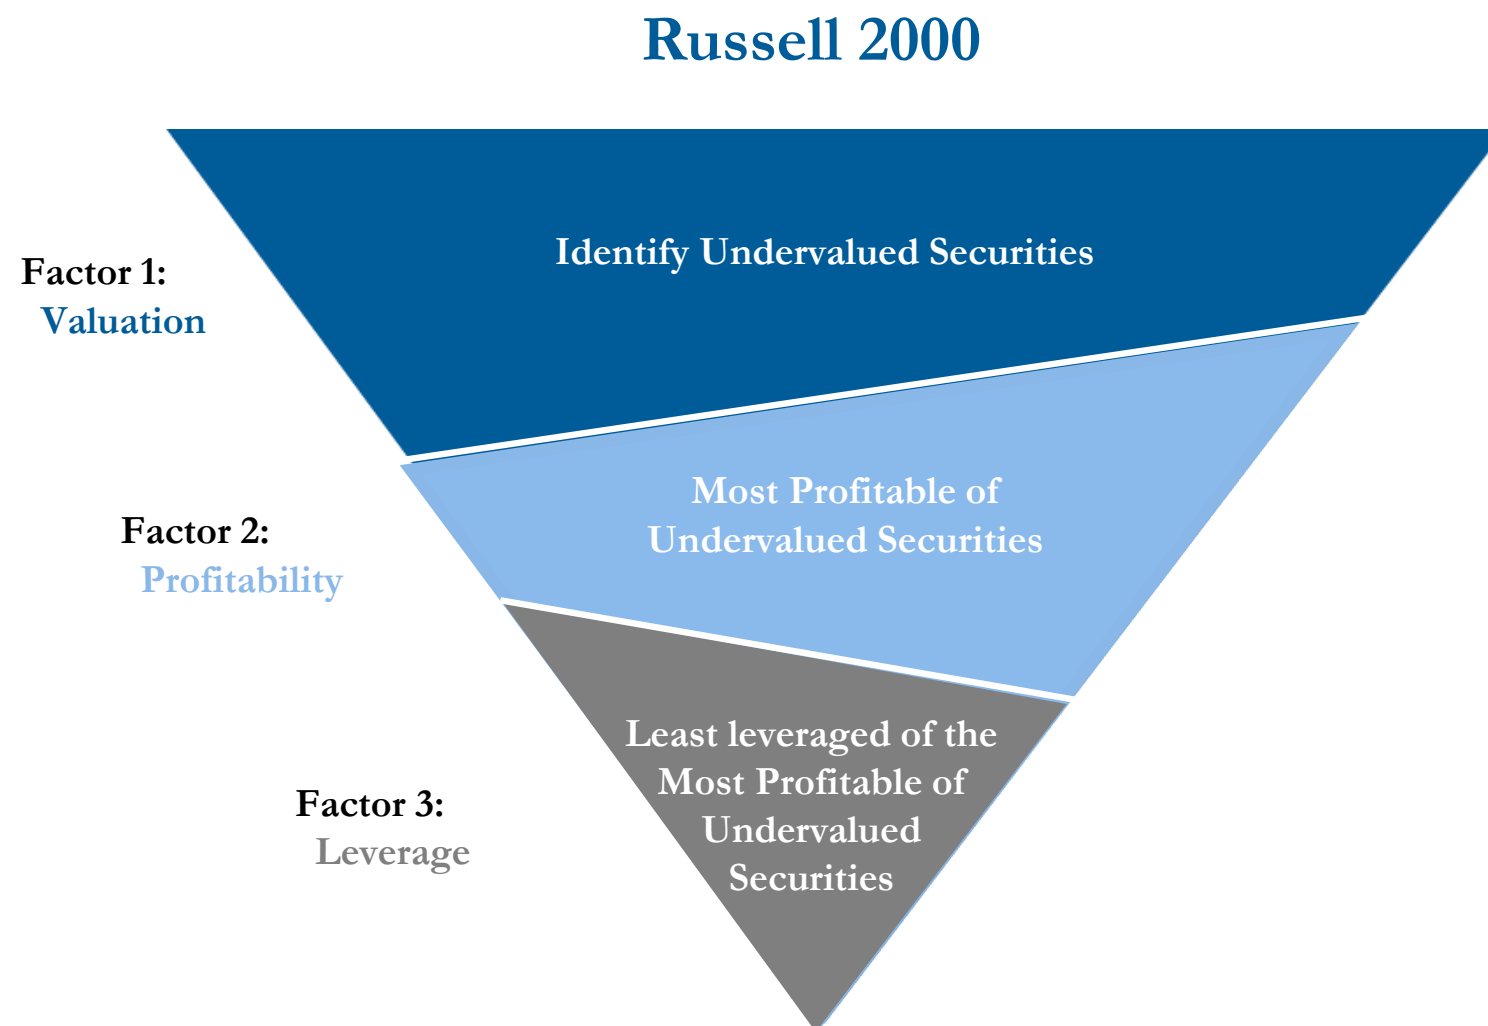 Russell 2000
Identify Undervalued Securities
Factor 1:
Valuation
Most Profitable of
Undervalued Securities
Factor 2:
Profitability
Least leveraged of the
Most Profitable of
Undervalued
Securities
Factor 3:
Leverage